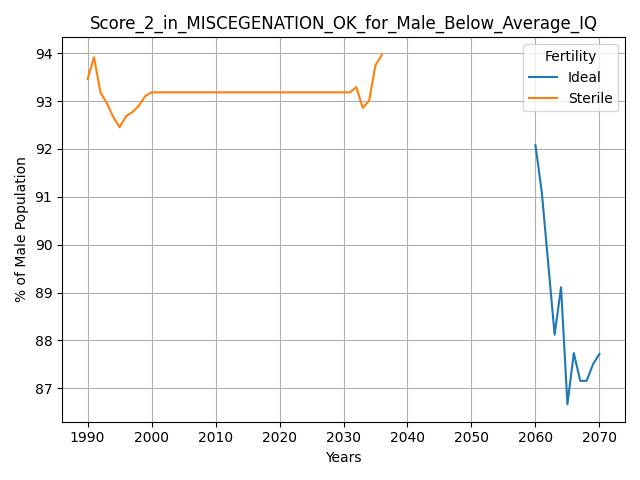 Score_2_in_MISCEGENATION_OK_for_Male_Below_Average_IQ
% of Male Population
94
93
92
91
90
89
88
87
Fertility
Ideal
Sterile
1990 2000 2010 2020 2030 2040 2050 2060 2070
Years